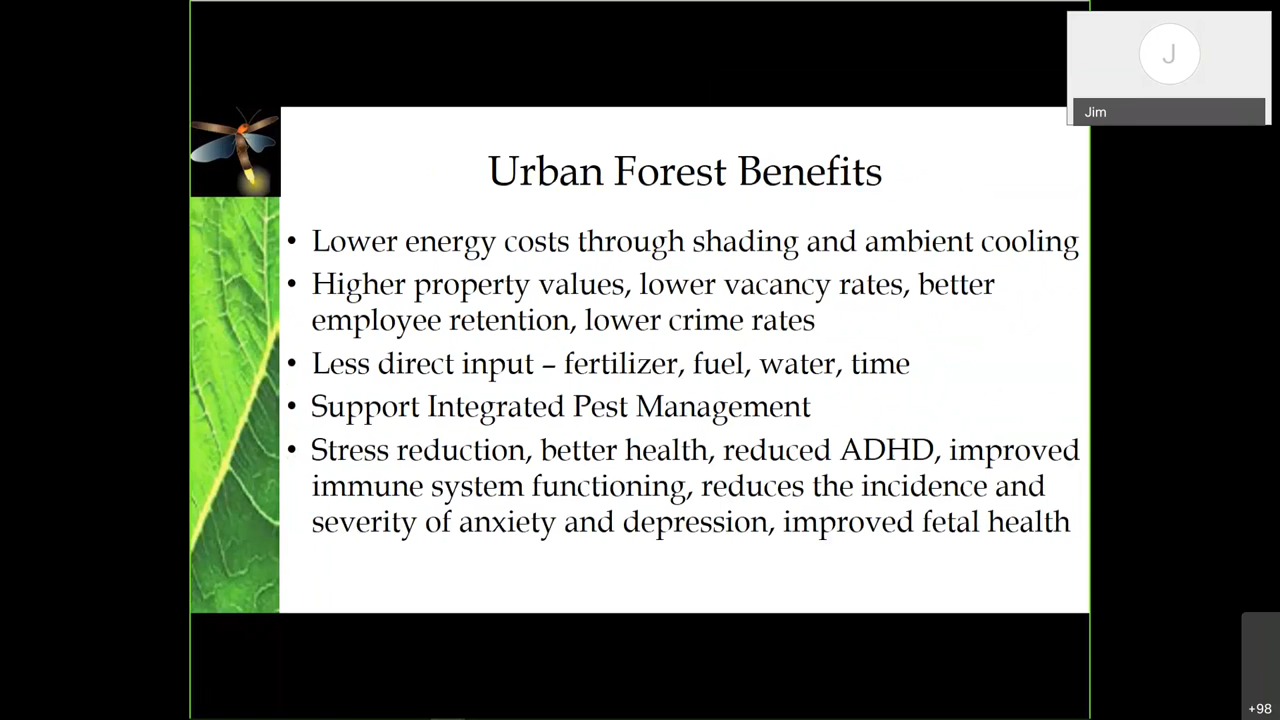 J
Jim
Urban Forest Benefits
• Lower energy costs through shading and ambient cooling
• Higher property values, lower vacancy rates, better
employee retention, lower crime rates
• Less direct input – fertilizer, fuel, water, time
• Support Integrated Pest Management
• Stress reduction, better health, reduced ADHD, improved
immune system functioning, reduces the incidence and
severity of anxiety and depression, improved fetal health
+98